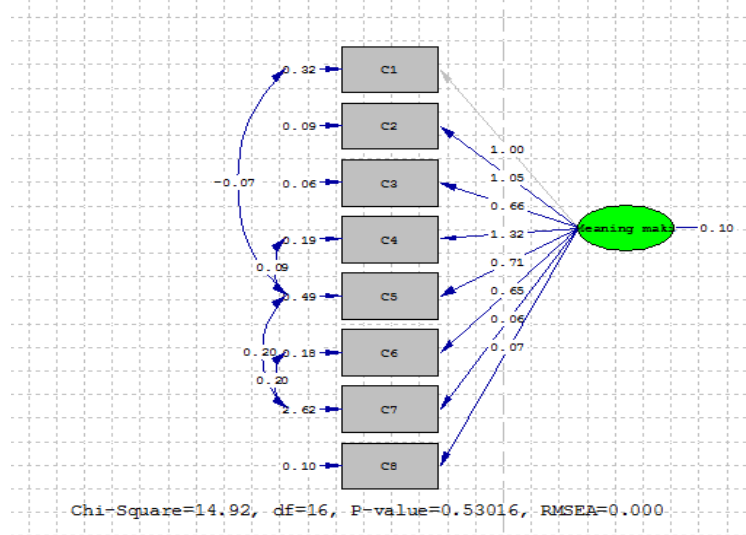 0.32 C1
1.00
0.09 C2
1.05
-0.07 0.06 C3
0.66
Meaning maki 0.10
0.19 C4
1.32
0.09
0.71
0.49 C5
0.65
0.06
0.20 0.18 C6
0.07
0.20
2.62 C7
0.10 C8
Chi-Square=14.92, df=16, P-value=0.53016, RMSEA=0.000